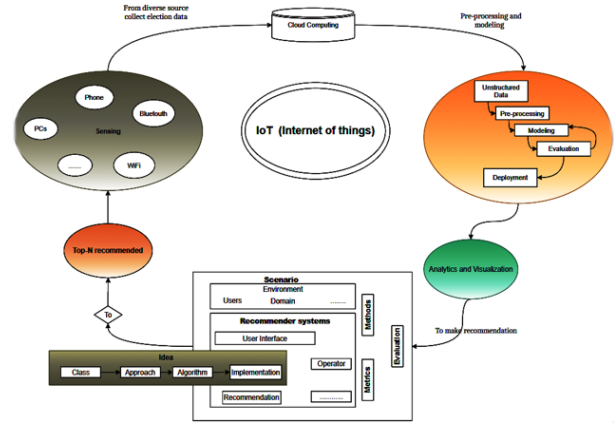 From diverse source
collect election data
Cloud Computing
Pre-processing and
modeling
Phone
Bluetouth
PCs
Sensing
.......
WiFi
IoT (Internet of things)
Unstructured
Data
Pre-processing
Modeling
Evaluation
Deployment
Top-N recommended
Analytics and Visualization
To
To make recommendation
Scenario
Environment
Users Domain ........
Methods
Recommender systems
User Interface
Evaluation
Idea
Operator
Metrics
Class Approach Algorithm Implementation
Recommendation
............